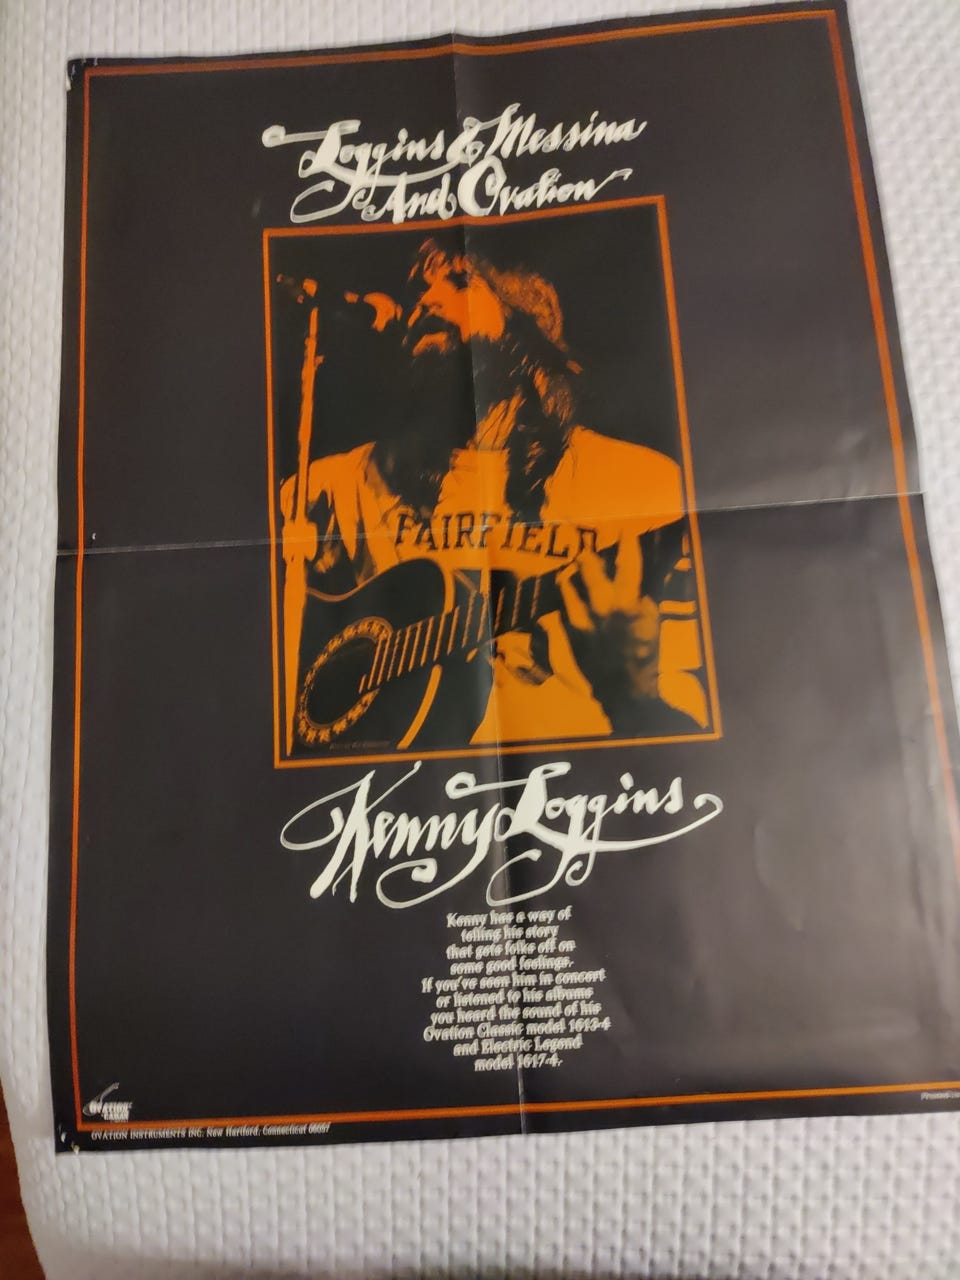 Loggins & Messina
And Ovation
FAIRFIELD
Kenny Loggins
Kenny has a way of
telling his story
that gets folks off on
some good feelings.
If you've seen him in concert
or listened to his albums
you heard the sound of his
Ovation Classic model 1613-4
and Electric Legend
model 1617-4.
OVATION
OVATION INSTRUMENTS INC. New Hartford, Connecticut 06057